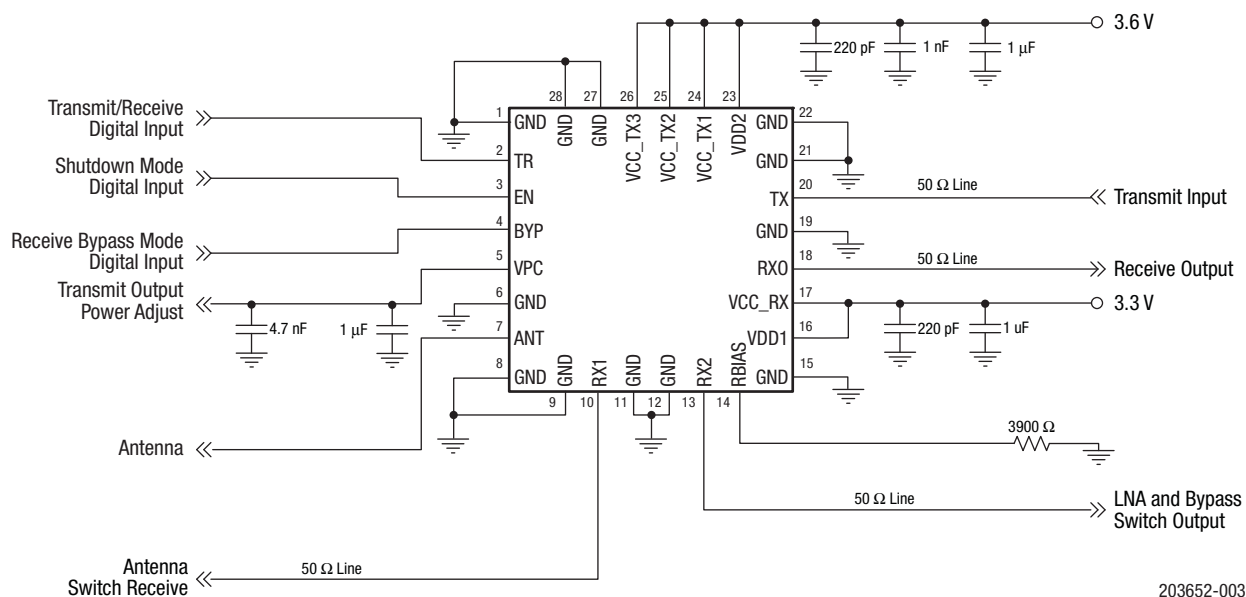 3.6 V
220 pF
1 nF
1 μF
28
27
26
25
24
23
Transmit/Receive
Digital Input
1
GND
GND
GND
VCC_TX3
VCC_TX2
VCC_TX1
VDD2
GND
22
Shutdown Mode
Digital Input
2
TR
GND
21
3
EN
TX
20
50 Ω Line
Transmit Input
Receive Bypass Mode
Digital Input
4
BYP
GND
19
Transmit Output
Power Adjust
5
VPC
RXO
18
50 Ω Line
Receive Output
4.7 nF
1 μF
6
GND
VCC_RX
17
3.3 V
220 pF
1 uF
7
ANT
VDD1
16
8
GND
GND
RX1
GND
GND
RX2
RBIAS
GND
15
9
10
11
12
13
14
Antenna
3900 Ω
50 Ω Line
LNA and Bypass
Switch Output
Antenna
Switch Receive
50 Ω Line
203652-003